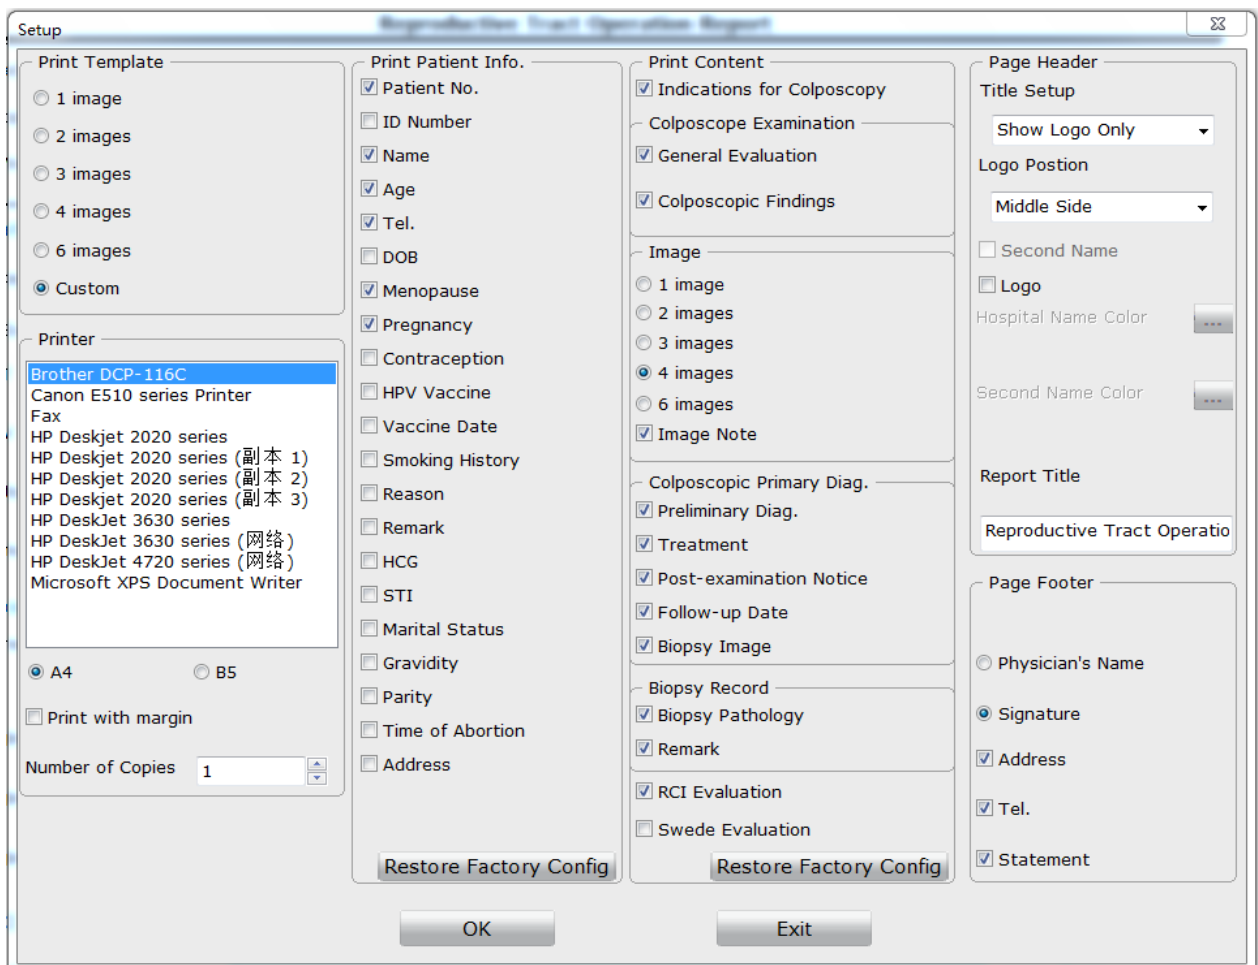 Reproductive Tract Operation Report
Setup
Print Template
1 image
2 images
3 images
4 images
6 images
Custom
Printer
Brother DCP-116C
Canon E510 series Printer
Fax
HP Deskjet 2020 series
HP Deskjet 2020 series (副本 1)
HP Deskjet 2020 series (副本 2)
HP Deskjet 2020 series (副本 3)
HP DeskJet 3630 series
HP DeskJet 3630 series (网络)
HP DeskJet 4720 series (网络)
Microsoft XPS Document Writer
A4 B5
Print with margin
Number of Copies 1
Print Patient Info.
Patient No.
ID Number
Name
Age
Tel.
DOB
Menopause
Pregnancy
Contraception
HPV Vaccine
Vaccine Date
Smoking History
Reason
Remark
HCG
STI
Marital Status
Gravidity
Parity
Time of Abortion
Address
Restore Factory Config
Print Content
Indications for Colposcopy
Colposcope Examination
General Evaluation
Colposcopic Findings
Image
1 image
2 images
3 images
4 images
6 images
Image Note
Colposcopic Primary Diag.
Preliminary Diag.
Treatment
Post-examination Notice
Follow-up Date
Biopsy Image
Biopsy Record
Biopsy Pathology
Remark
RCI Evaluation
Swede Evaluation
Restore Factory Config
Page Header
Title Setup
Show Logo Only
Logo Postion
Middle Side
Second Name
Logo
Hospital Name Color ...
Second Name Color ...
Report Title
Reproductive Tract Operatio
Page Footer
Physician's Name
Signature
Address
Tel.
Statement
OK
Exit